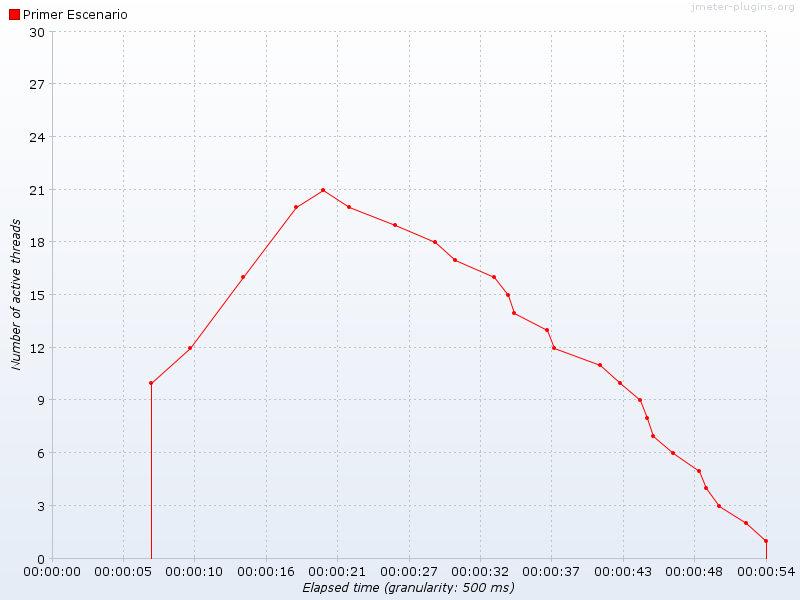 jmeter-plugins.org
Primer Escenario
30
27
24
21
18
15
12
9
6
3
0
Number of active threads
00:00:00 00:00:05 00:00:10 00:00:16 00:00:21 00:00:27 00:00:32 00:00:37 00:00:43 00:00:48 00:00:54
Elapsed time (granularity: 500 ms)